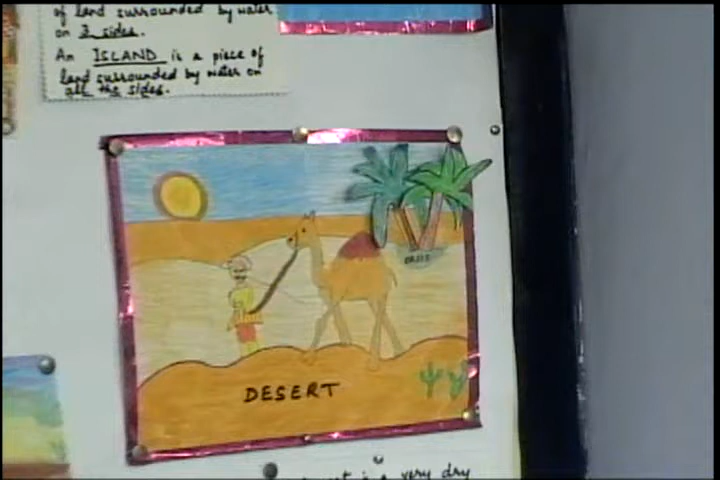 of land surrounded by water
on 3 sides.
An ISLAND is a piece of
land surrounded by water on
all the sides.
OASIS
DESERT
is a very dry